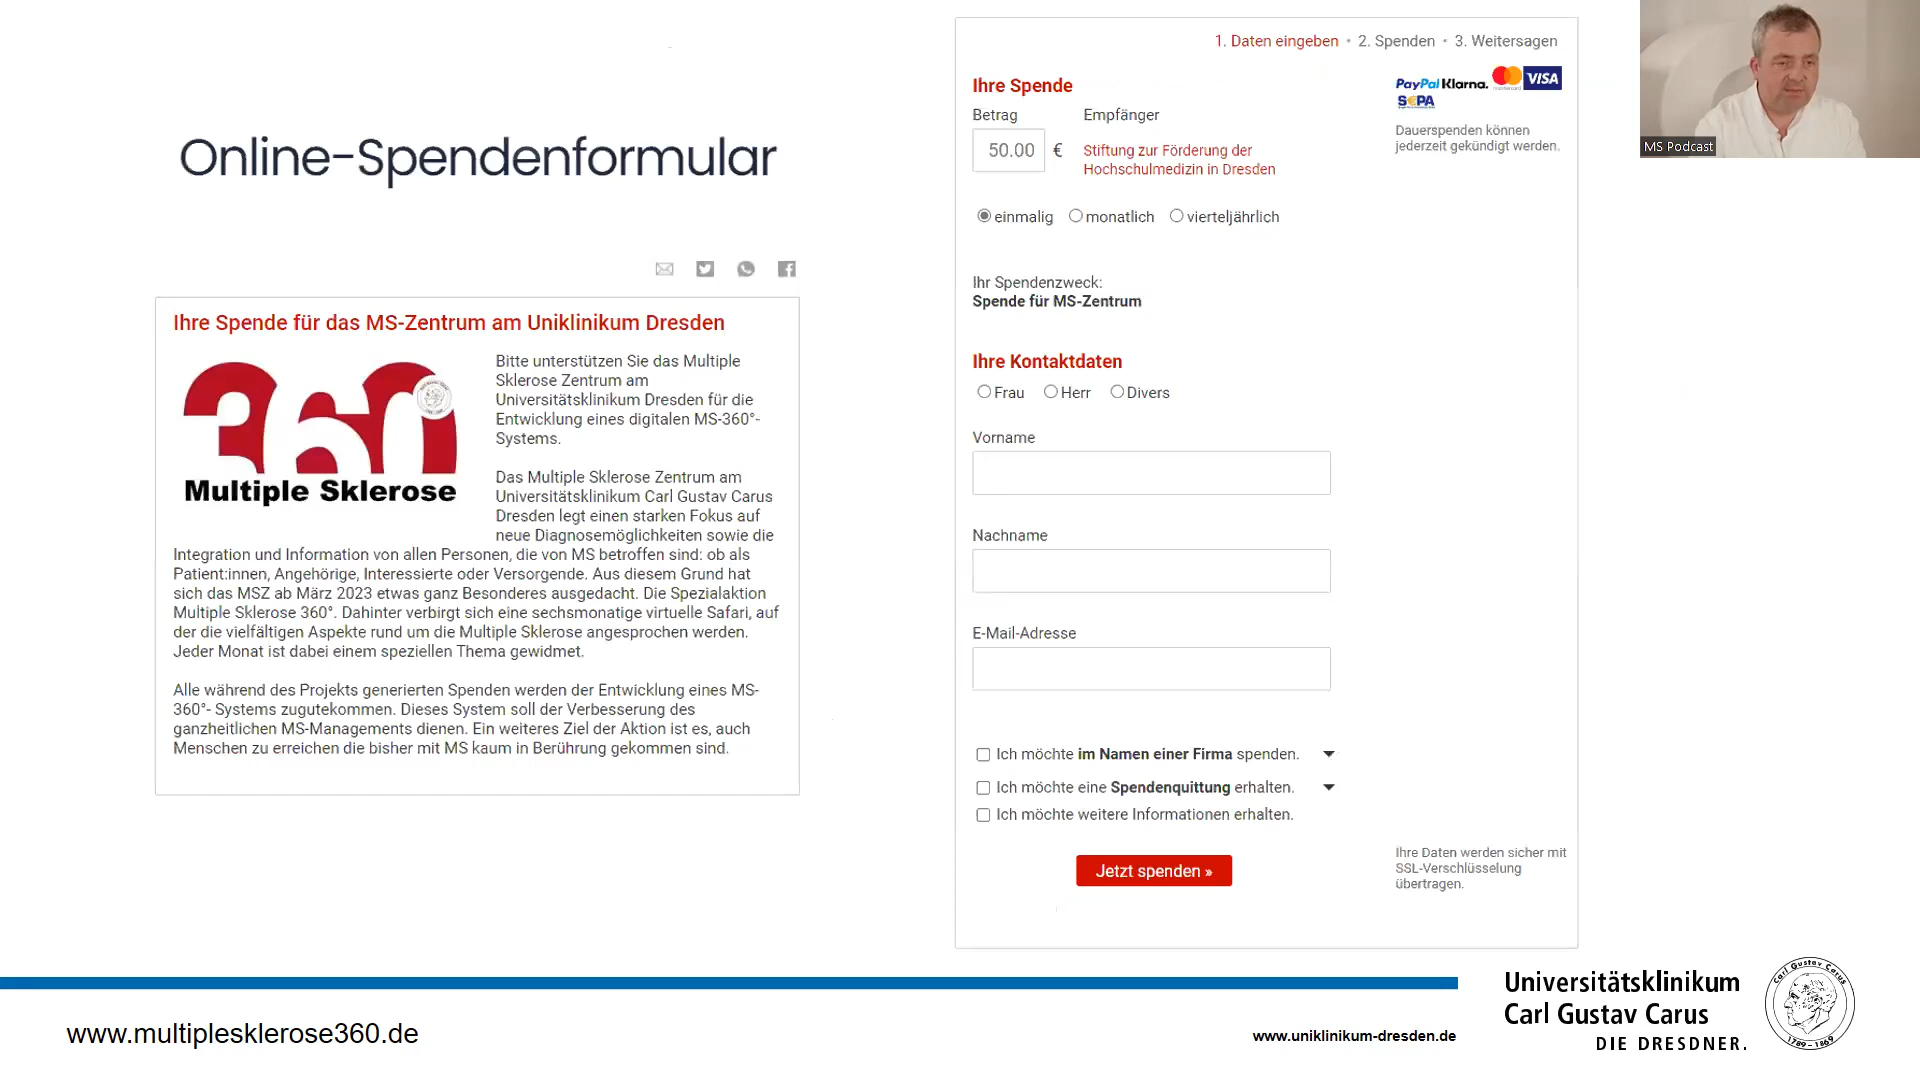 Online-Spendenformular
Ihre Spende für das MS-Zentrum am Uniklinikum Dresden
360
Multiple Sklerose
Bitte unterstützen Sie das Multiple
Sklerose Zentrum am
Universitätsklinikum Dresden für die
Entwicklung eines digitalen MS-360°-
Systems.
Das Multiple Sklerose Zentrum am
Universitätsklinikum Carl Gustav Carus
Dresden legt einen starken Fokus auf
neue Diagnosemöglichkeiten sowie die
Integration und Information von allen Personen, die von MS betroffen sind: ob als
Patient:innen, Angehörige, Interessierte oder Versorgende. Aus diesem Grund hat
sich das MSZ ab März 2023 etwas ganz Besonderes ausgedacht. Die Spezialaktion
Multiple Sklerose 360°. Dahinter verbirgt sich eine sechsmonatige virtuelle Safari, auf
der die vielfältigen Aspekte rund um die Multiple Sklerose angesprochen werden.
Jeder Monat ist dabei einem speziellen Thema gewidmet.
Alle während des Projekts generierten Spenden werden der Entwicklung eines MS-
360°- Systems zugutekommen. Dieses System soll der Verbesserung des
ganzheitlichen MS-Managements dienen. Ein weiteres Ziel der Aktion ist es, auch
Menschen zu erreichen die bisher mit MS kaum in Berührung gekommen sind.
1. Daten eingeben • 2. Spenden • 3. Weitersagen
Ihre Spende
Betrag
Empfänger
50.00 €
Stiftung zur Förderung der
Hochschulmedizin in Dresden
PayPal Klarna. mastercard VISA
SEPA
Dauerspenden können
jederzeit gekündigt werden.
einmalig monatlich vierteljährlich
Ihr Spendenzweck:
Spende für MS-Zentrum
Ihre Kontaktdaten
Frau Herr Divers
Vorname
Nachname
E-Mail-Adresse
Ich möchte im Namen einer Firma spenden.
Ich möchte eine Spendenquittung erhalten.
Ich möchte weitere Informationen erhalten.
Jetzt spenden »
Ihre Daten werden sicher mit
SSL-Verschlüsselung
übertragen.
MS Podcast
www.multiplesklerose360.de
www.uniklinikum-dresden.de
Universitätsklinikum
Carl Gustav Carus
DIE DRESDNER.
Carl Gustav Carus
1789 – 1869